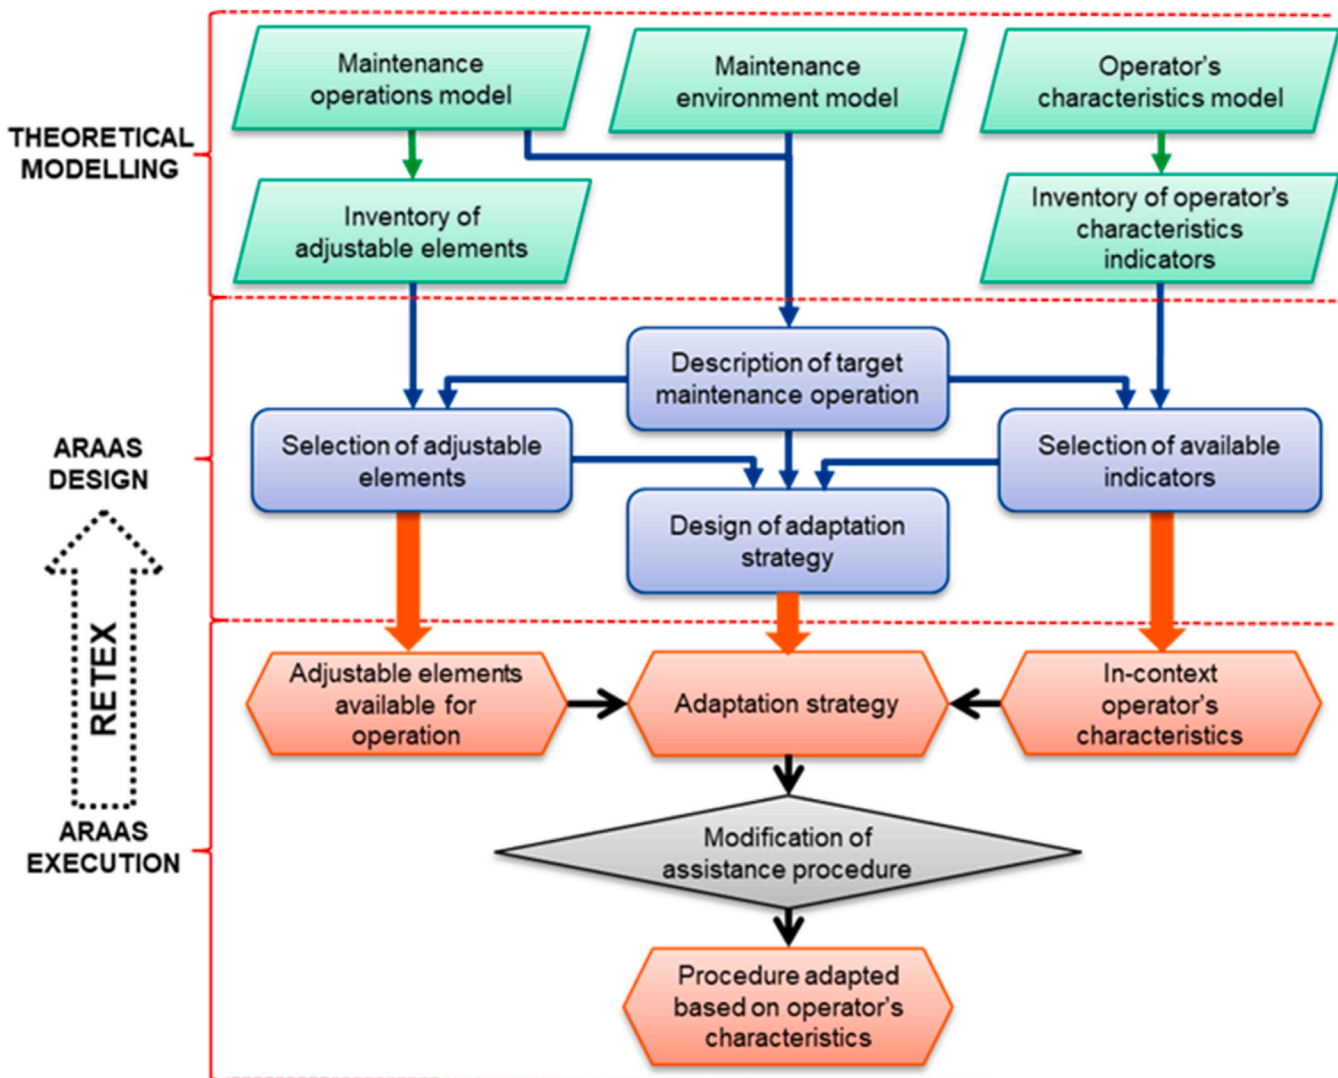 Maintenance
operations model
Maintenance
environment model
Operator's
characteristics model
THEORETICAL
MODELLING
Inventory of
adjustable elements
Inventory of operator's
characteristics
indicators
Description of target
maintenance operation
ARAAS
DESIGN
Selection of adjustable
elements
Selection of available
indicators
Design of adaptation
strategy
RETEX
Adjustable elements
available for
operation
Adaptation strategy
In-context
operator's
characteristics
ARAAS
EXECUTION
Modification of
assistance procedure
Procedure adapted
based on operator's
characteristics